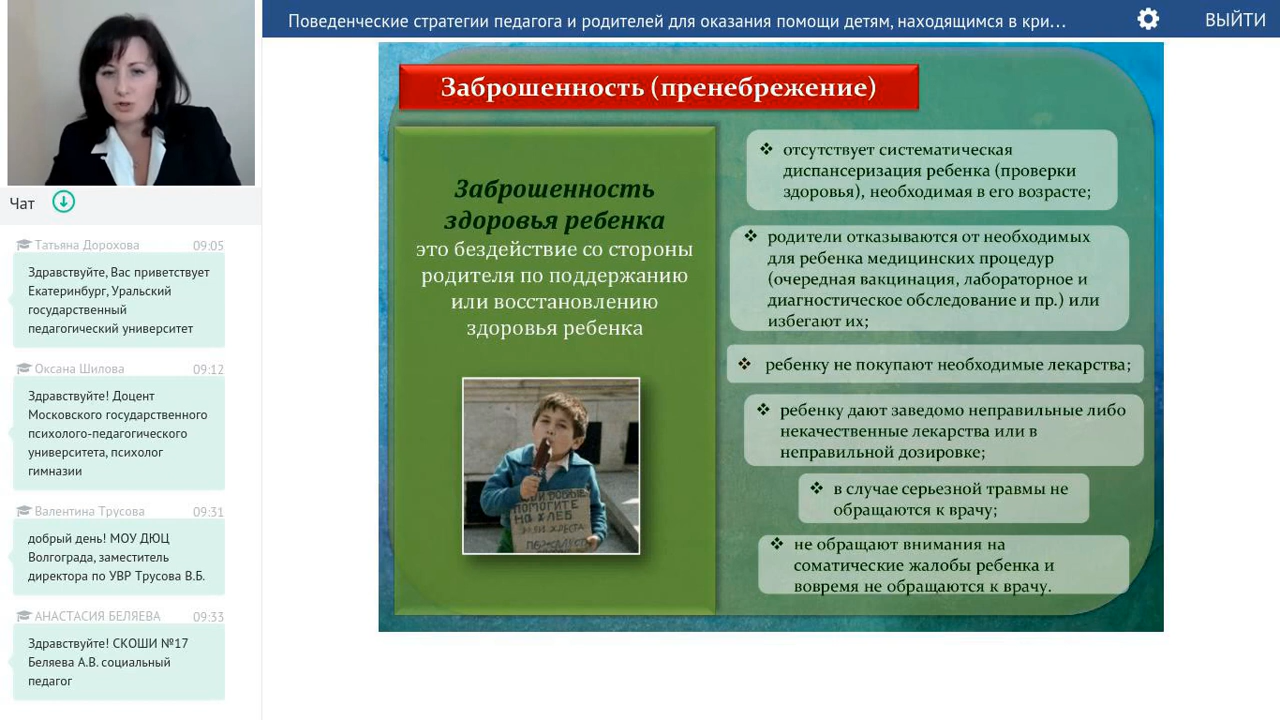 Поведенческие стратегии педагога и родителей для оказания помощи детям, находящимся в кри...
ВЫЙТИ
Чат
Татьяна Дорохова 09:05
Здравствуйте, Вас приветствует
Екатеринбург, Уральский
государственный
педагогический университет
Оксана Шилова 09:12
Здравствуйте! Доцент
Московского государственного
психолого-педагогического
университета, психолог
гимназии
Валентина Трусова 09:31
добрый день! МОУ ДЮЦ
Волгограда, заместитель
директора по УВР Трусова В.Б.
АНАСТАСИЯ БЕЛЯЕВА 09:33
Здравствуйте! СКОШИ №17
Беляева А.В. социальный
педагог
Заброшенность (пренебрежение)
Заброшенность
здоровья ребенка
это бездействие со стороны
родителя по поддержанию
или восстановлению
здоровья ребенка
ПОМОГИТЕ
НА ХЛЕБ
❖ отсутствует систематическая
диспансеризация ребенка (проверки
здоровья), необходимая в его возрасте;
❖ родители отказываются от необходимых
для ребенка медицинских процедур
(очередная вакцинация, лабораторное и
диагностическое обследование и пр.) или
избегают их;
❖ ребенку не покупают необходимые лекарства;
❖ ребенку дают заведомо неправильные либо
некачественные лекарства или в
неправильной дозировке;
❖ в случае серьезной травмы не
обращаются к врачу;
❖ не обращают внимания на
соматические жалобы ребенка и
вовремя не обращаются к врачу.